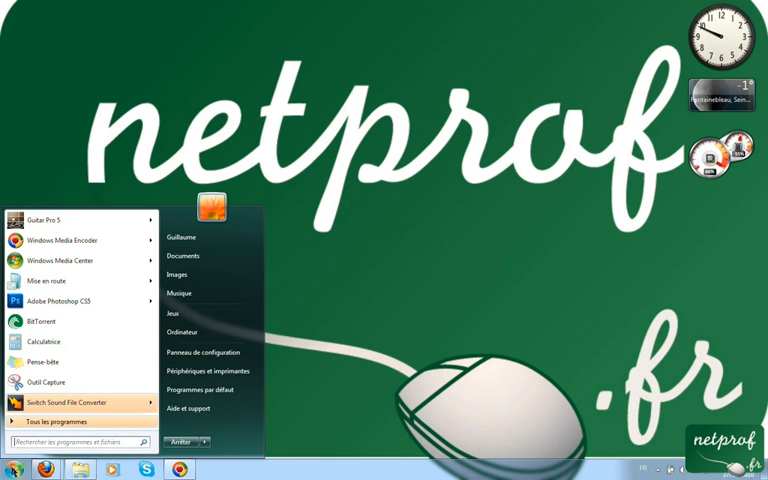 netprof
.fr
-1°
Fontainebleau, Sein...
Guitar Pro 5
Windows Media Encoder
Windows Media Center
Mise en route
Adobe Photoshop CS5
BitTorrent
Calculatrice
Pense-bête
Outil Capture
Switch Sound File Converter
Tous les programmes
Rechercher les programmes et fichiers
Guillaume
Documents
Images
Musique
Jeux
Ordinateur
Panneau de configuration
Périphériques et imprimantes
Programmes par défaut
Aide et support
Arrêter
FR
netprof
.fr